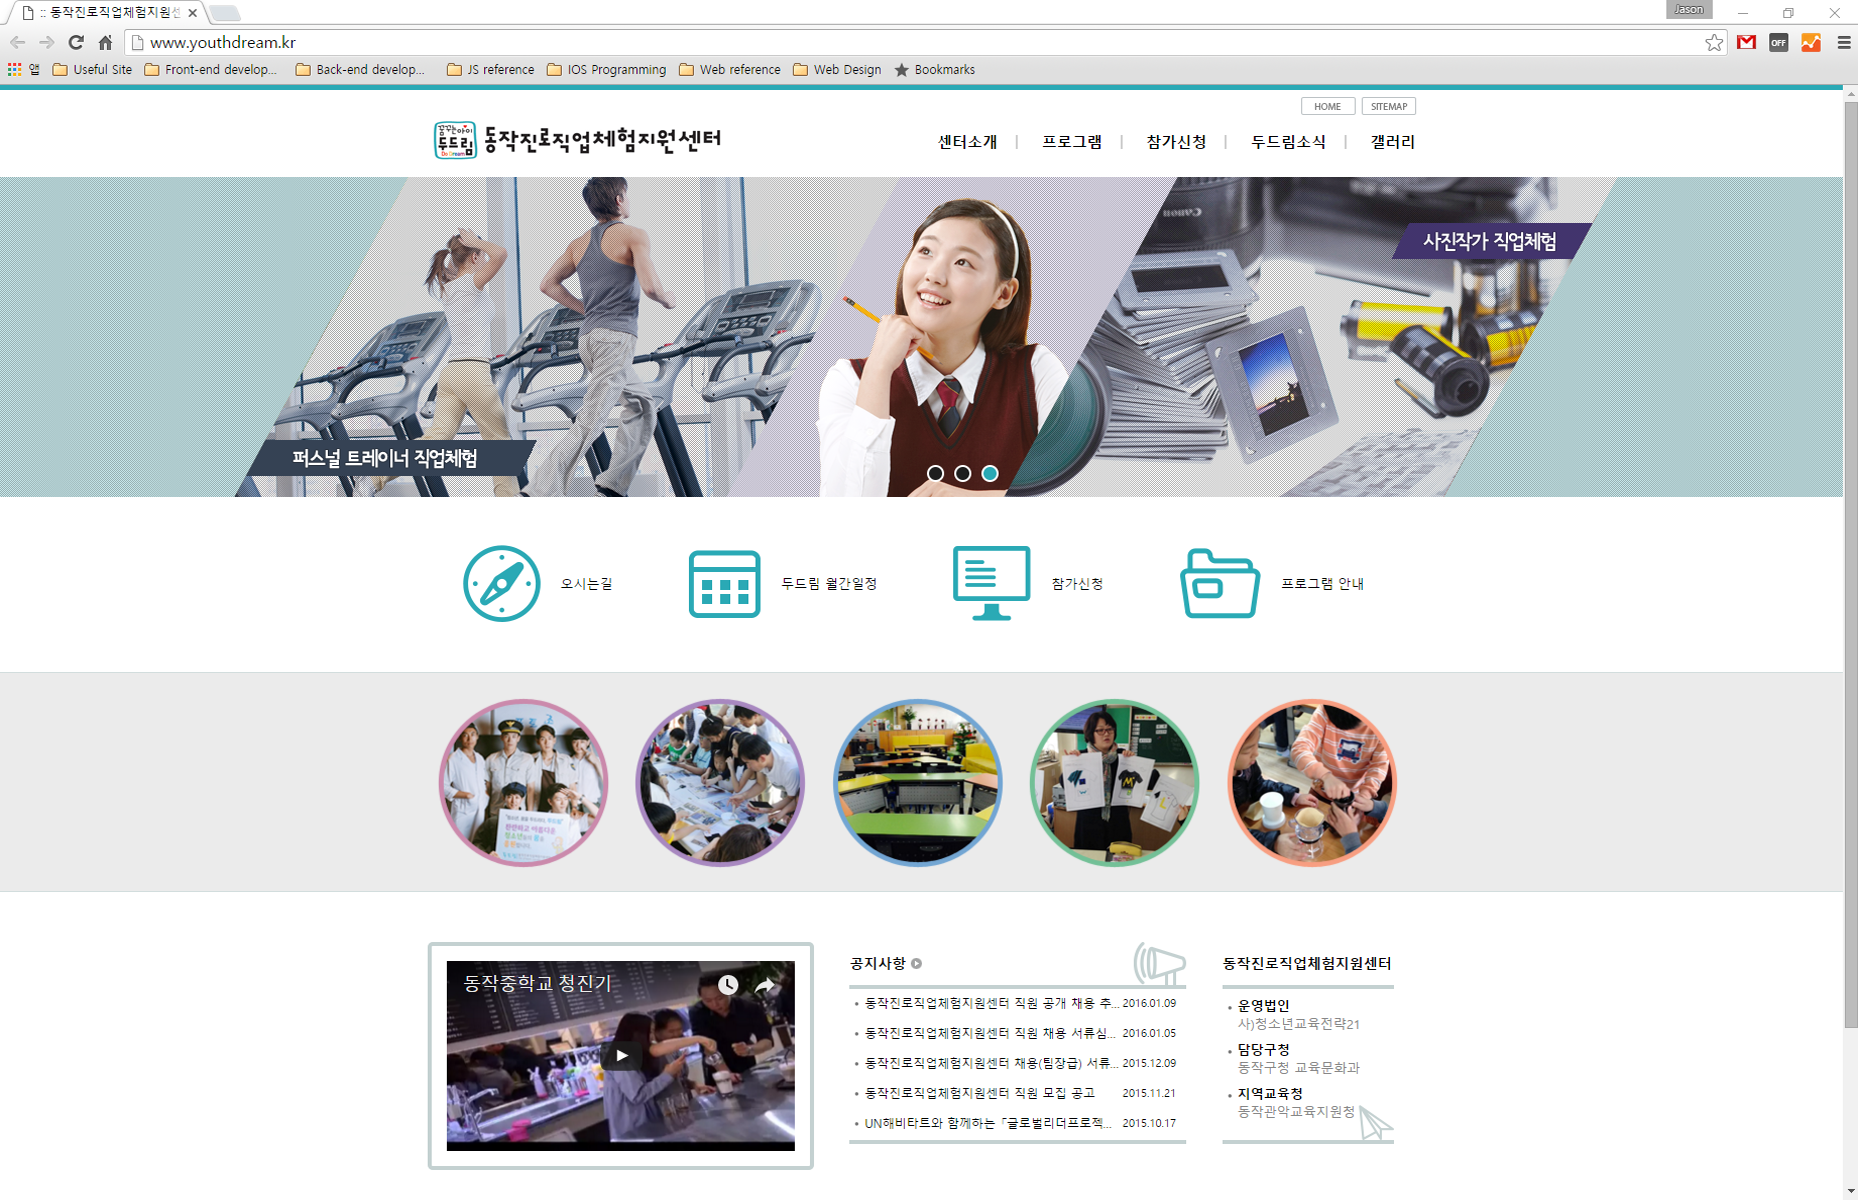 :: 동작진로직업체험지원센
Jason
www.youthdream.kr
OFF
앱 Useful Site Front-end develop... Back-end develop... JS reference IOS Programming Web reference Web Design Bookmarks
HOME SITEMAP
꿈꾸는아이
두드림
Do Dream
동작진로직업체험지원센터
센터소개 | 프로그램 | 참가신청 | 두드림소식 | 갤러리
Canon
사진작가 직업체험
퍼스널 트레이너 직업체험
오시는길 두드림 월간일정 참가신청 프로그램 안내
동작중학교 청진기
공지사항
• 동작진로직업체험지원센터 직원 공개 채용 추... 2016.01.09
• 동작진로직업체험지원센터 직원 채용 서류심... 2016.01.05
• 동작진로직업체험지원센터 채용(팀장급) 서류... 2015.12.09
• 동작진로직업체험지원센터 직원 모집 공고 2015.11.21
• UN해비타트와 함께하는 「글로벌리더프로젝... 2015.10.17
동작진로직업체험지원센터
• 운영법인
사)청소년교육전략21
• 담당구청
동작구청 교육문화과
• 지역교육청
동작관악교육지원청